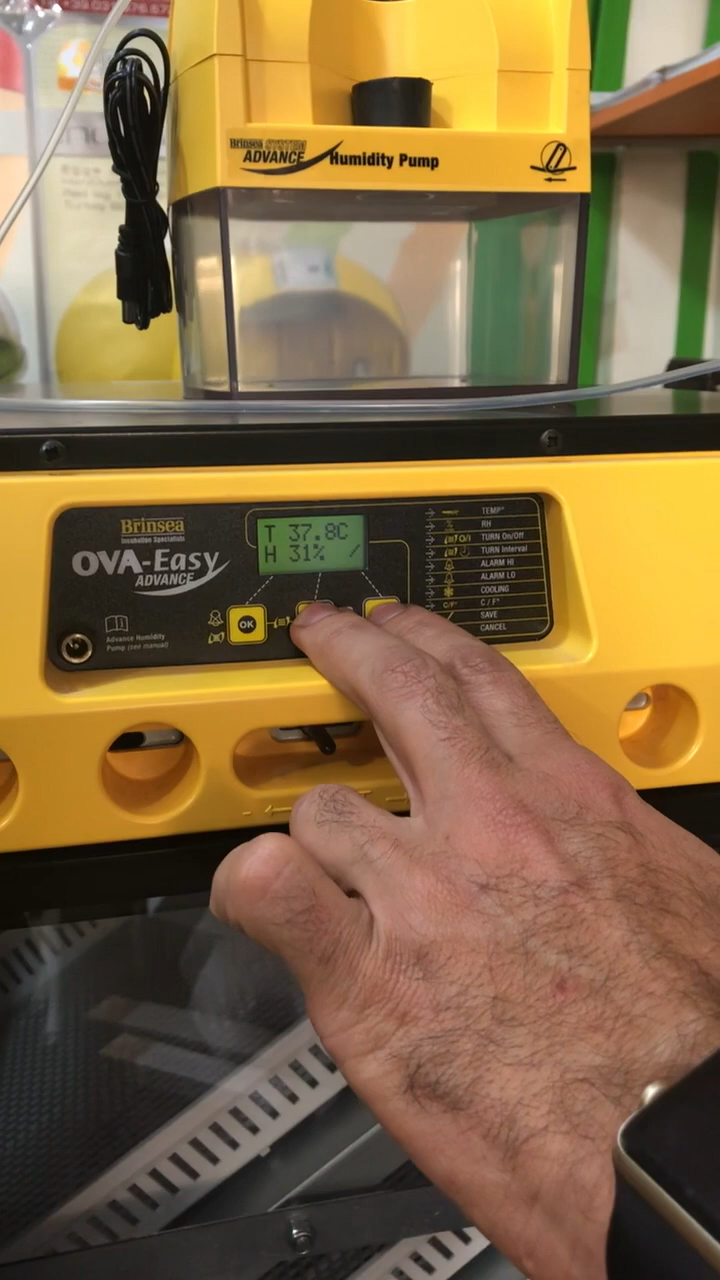 Brinsea SYSTEM
ADVANCE Humidity Pump
Brinsea
Incubation Specialists
OVA-Easy
ADVANCE
T 37.8C
H 31% /
OK
Advance Humidity
Pump (see manual)
TEMP°
RH
TURN On/Off
TURN Interval
ALARM HI
ALARM LO
COOLING
C/F° C / F°
SAVE
CANCEL